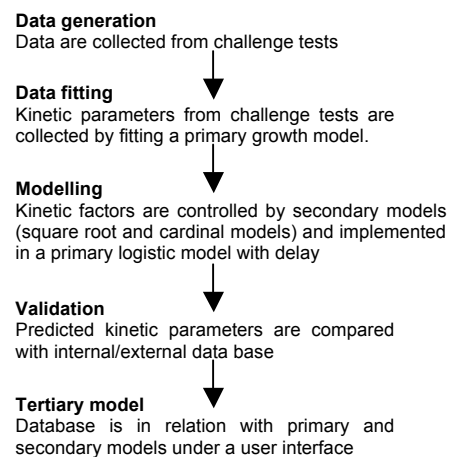 Data generation
Data are collected from challenge tests
Data fitting
Kinetic parameters from challenge tests are
collected by fitting a primary growth model.
Modelling
Kinetic factors are controlled by secondary models
(square root and cardinal models) and implemented
in a primary logistic model with delay
Validation
Predicted kinetic parameters are compared
with internal/external data base
Tertiary model
Database is in relation with primary and
secondary models under a user interface